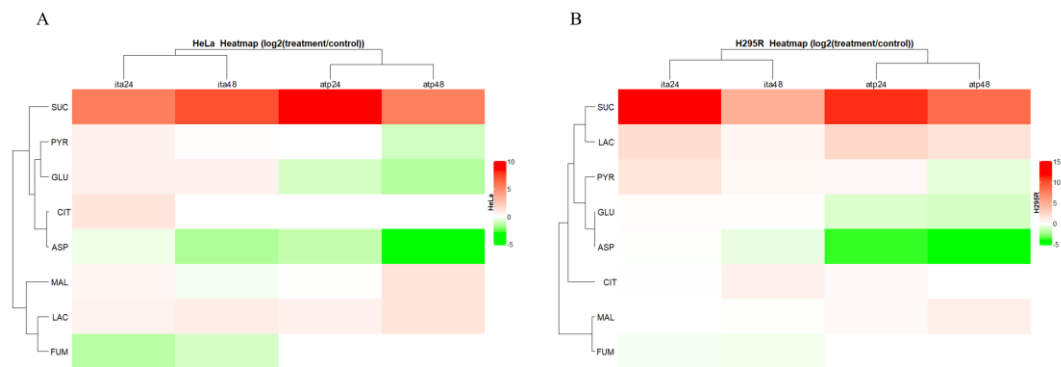 A
HeLa Heatmap (log2(treatment/control))
ita24 ita48 atp24 atp48
SUC
PYR
GLU
CIT
ASP
MAL
LAC
FUM
10
5
0
-5
HeLa
B
H295R Heatmap (log2(treatment/control))
ita24 ita48 atp24 atp48
SUC
LAC
PYR
GLU
ASP
CIT
MAL
FUM
15
10
5
0
-5
H295R